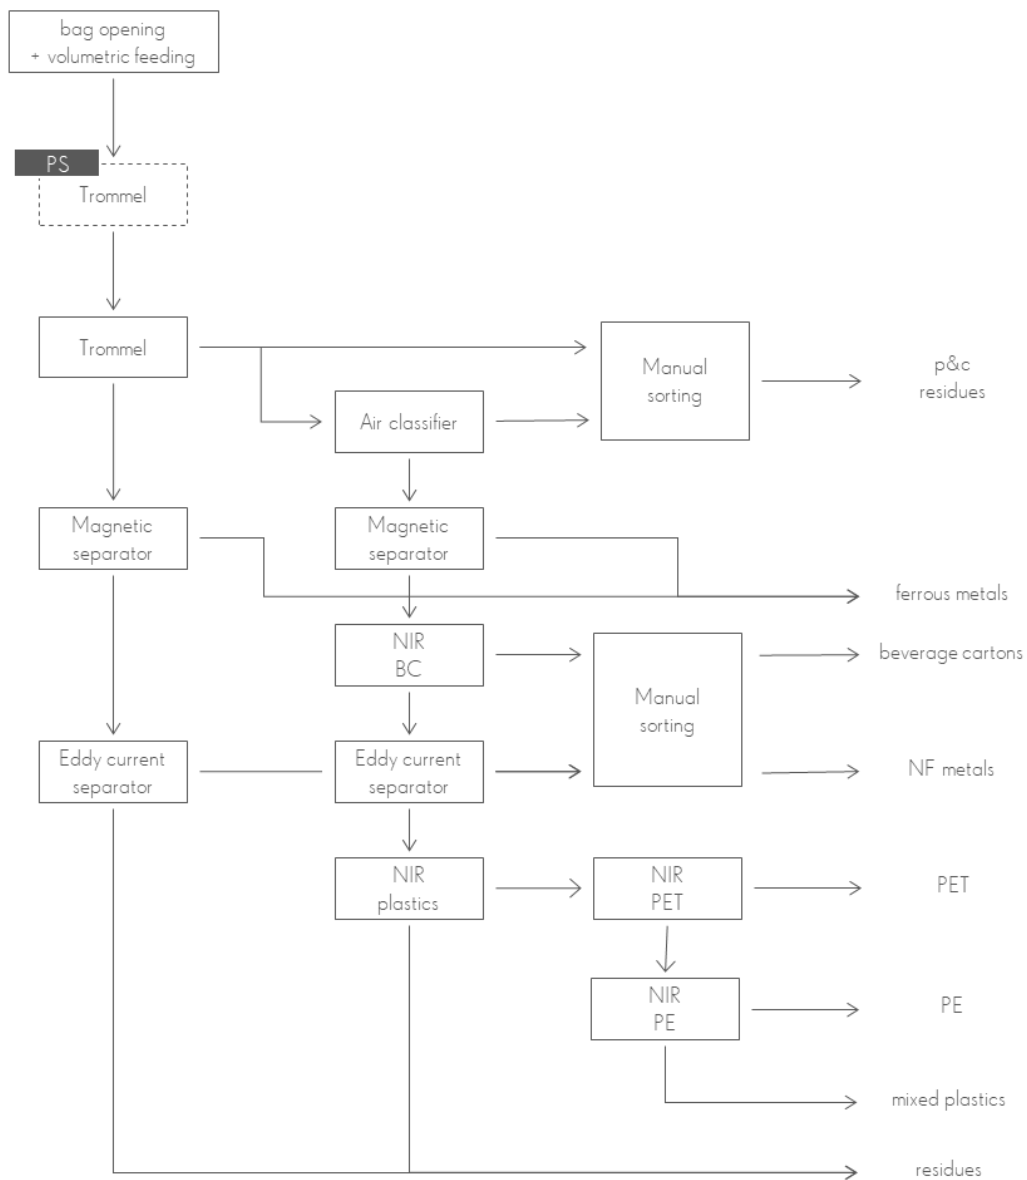 bag opening
+ volumetric feeding
PS
Trommel
Trommel
Manual
sorting
p&c
residues
Air classifier
Magnetic
separator
Magnetic
separator
ferrous metals
NIR
BC
Manual
sorting
beverage cartons
Eddy current
separator
Eddy current
separator
NF metals
NIR
plastics
NIR
PET
PET
NIR
PE
PE
mixed plastics
residues